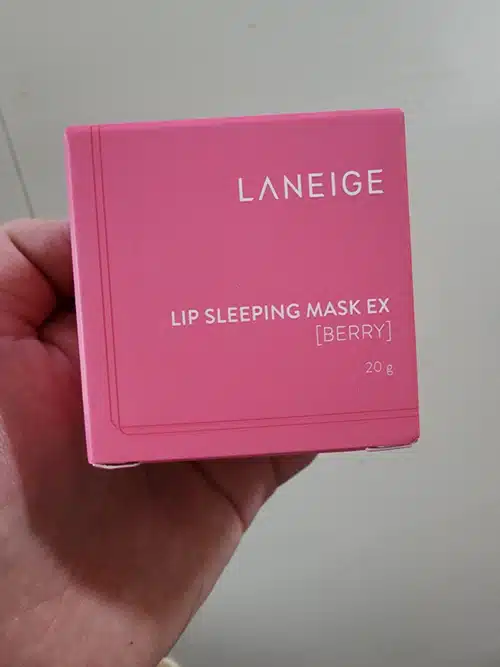 LANEIGE
LIP SLEEPING MASK EX
[BERRY]
20 g